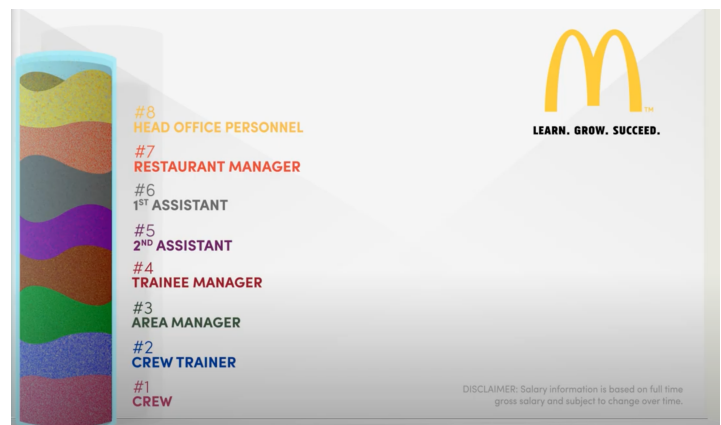 #8
HEAD OFFICE PERSONNEL
#7
RESTAURANT MANAGER
#6
1ST ASSISTANT
#5
2ND ASSISTANT
#4
TRAINEE MANAGER
#3
AREA MANAGER
#2
CREW TRAINER
#1
CREW
TM
LEARN. GROW. SUCCEED.
DISCLAIMER: Salary information is based on full time
gross salary and subject to change over time.